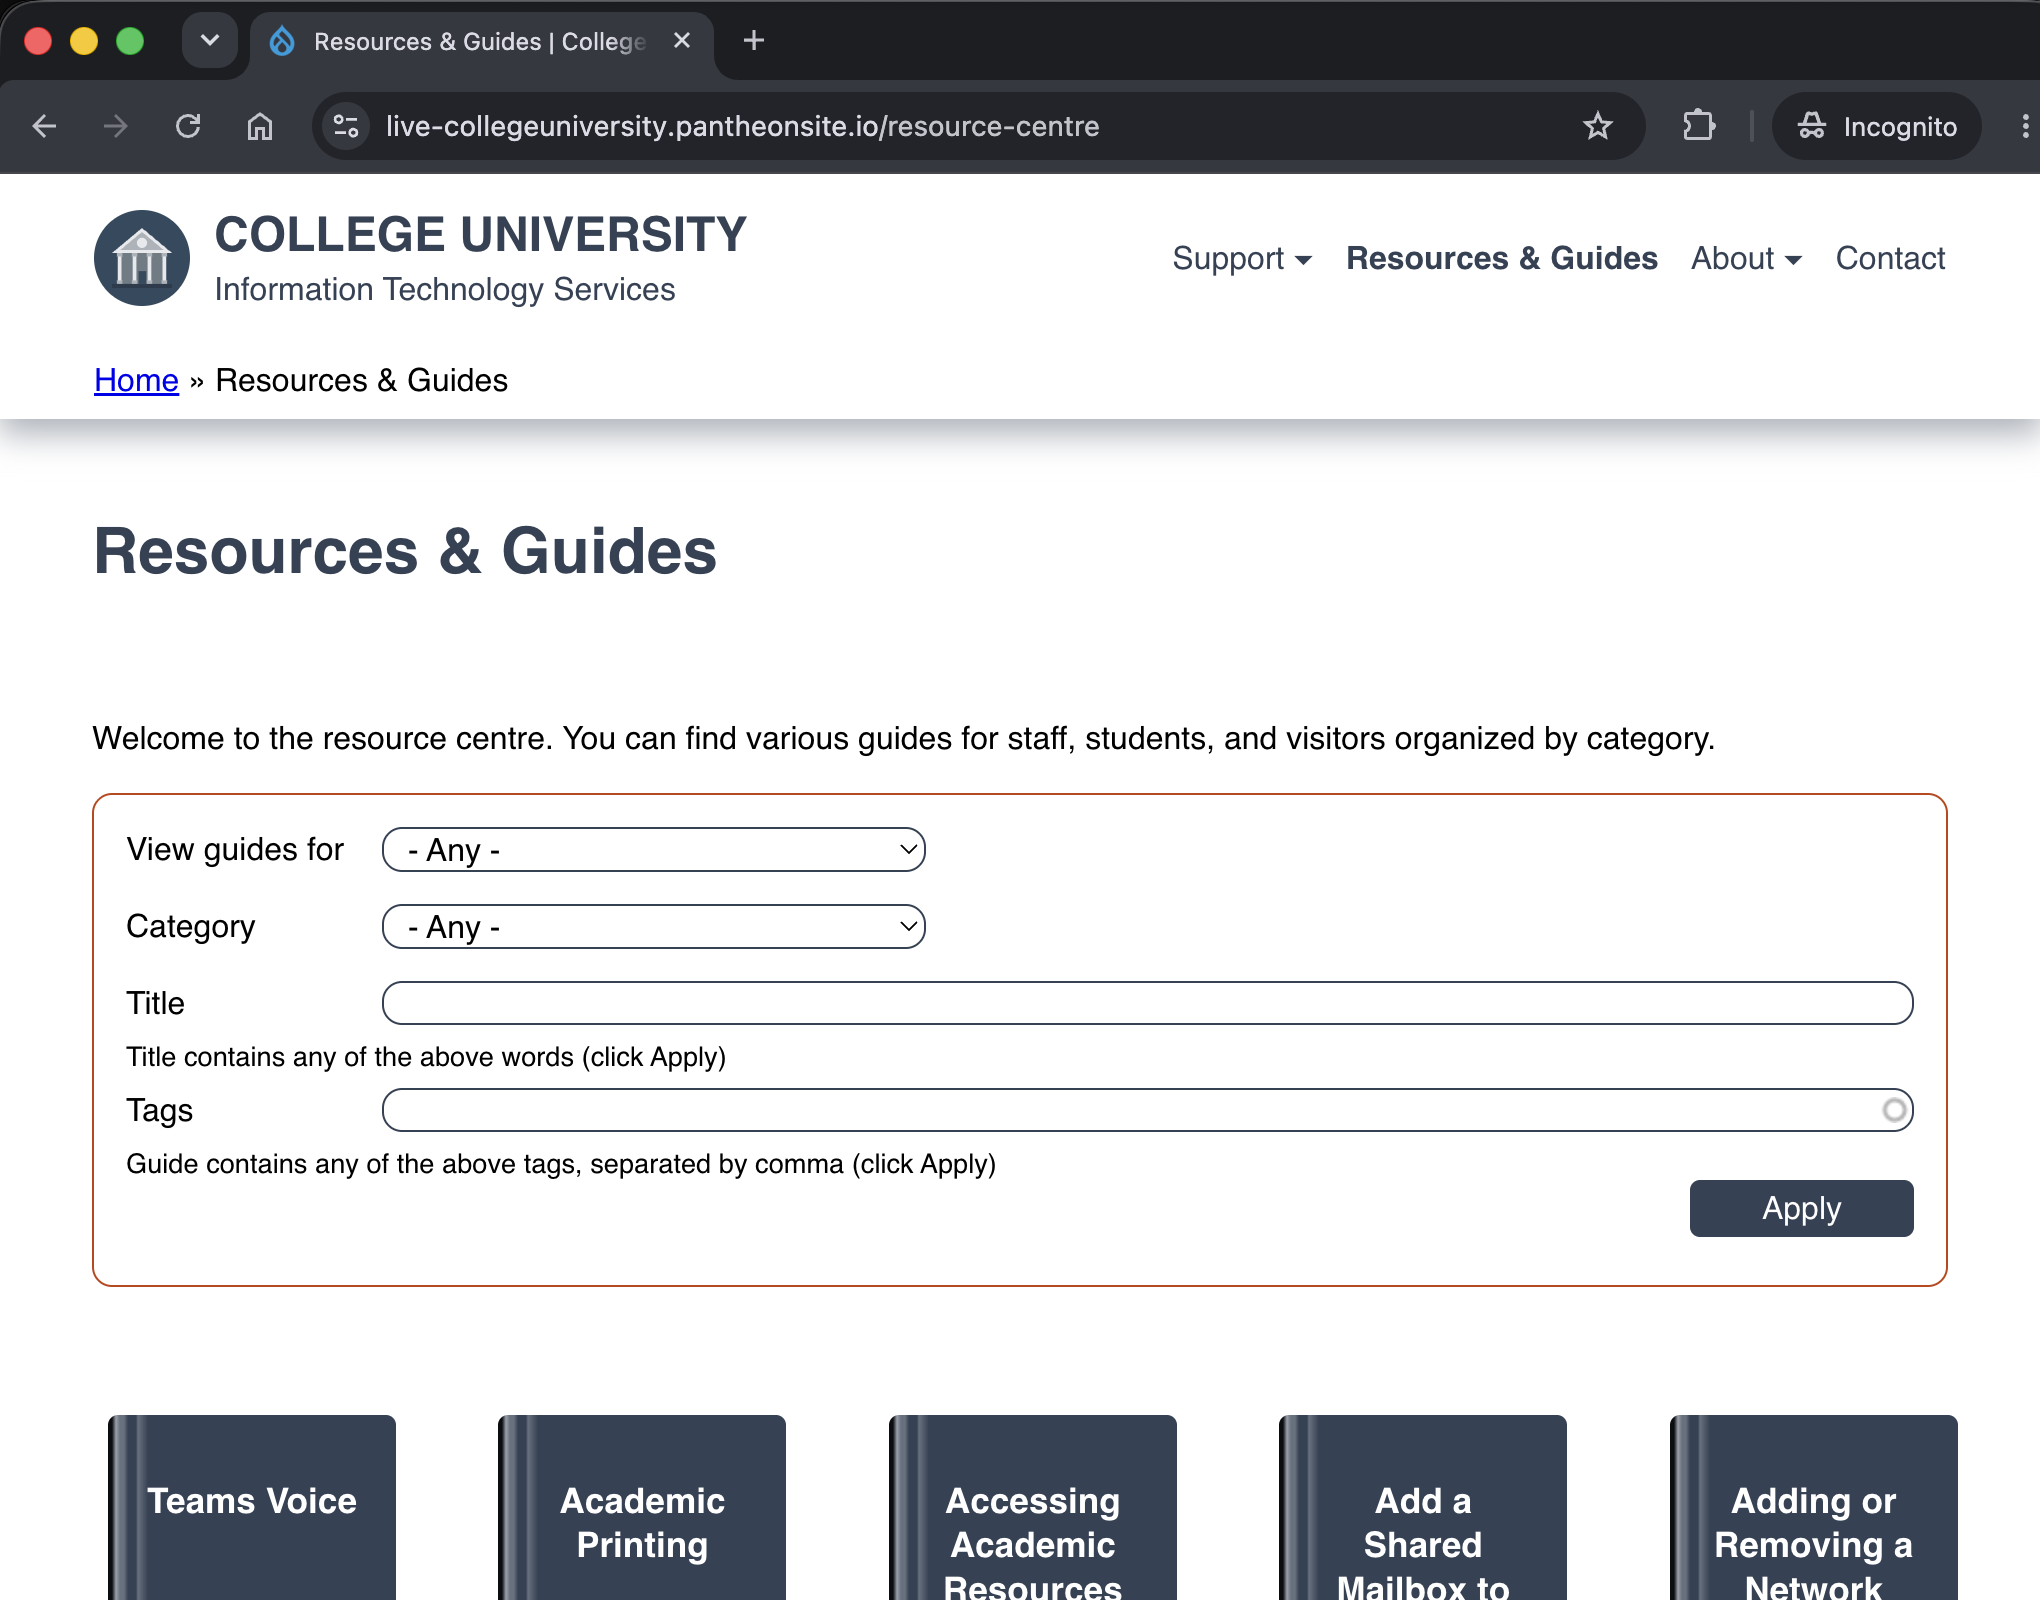 Resources & Guides | College
live-collegeuniversity.pantheonsite.io/resource-centre
Incognito
COLLEGE UNIVERSITY
Information Technology Services
Support
Resources & Guides
About
Contact
Home » Resources & Guides
Resources & Guides
Welcome to the resource centre. You can find various guides for staff, students, and visitors organized by category.
View guides for
- Any -
Category
- Any -
Title
Title contains any of the above words (click Apply)
Tags
Guide contains any of the above tags, separated by comma (click Apply)
Apply
Teams Voice
Academic
Printing
Accessing
Academic
Resources
Add a
Shared
Mailbox to
Adding or
Removing a
Network